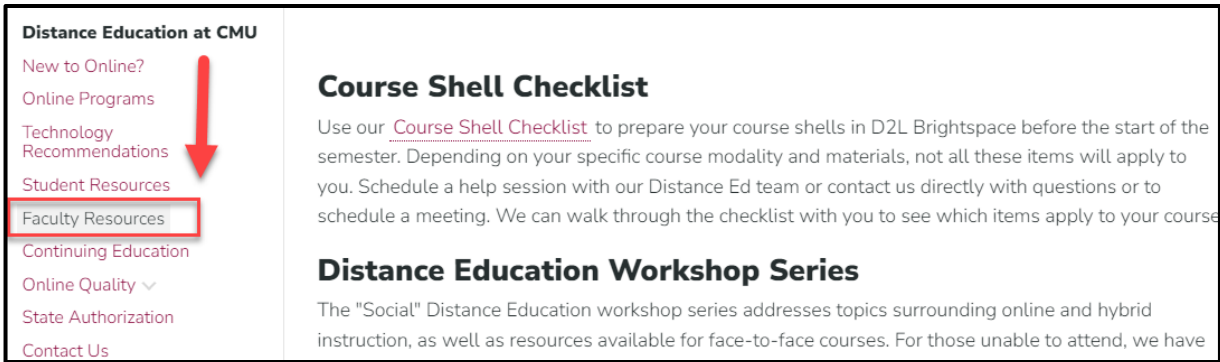 Distance Education at CMU
New to Online?
Online Programs
Technology
Recommendations
Student Resources
Faculty Resources
Continuing Education
Online Quality
State Authorization
Contact Us
Course Shell Checklist
Use our Course Shell Checklist to prepare your course shells in D2L Brightspace before the start of the
semester. Depending on your specific course modality and materials, not all these items will apply to
you. Schedule a help session with our Distance Ed team or contact us directly with questions or to
schedule a meeting. We can walk through the checklist with you to see which items apply to your course
Distance Education Workshop Series
The "Social" Distance Education workshop series addresses topics surrounding online and hybrid
instruction, as well as resources available for face-to-face courses. For those unable to attend, we have